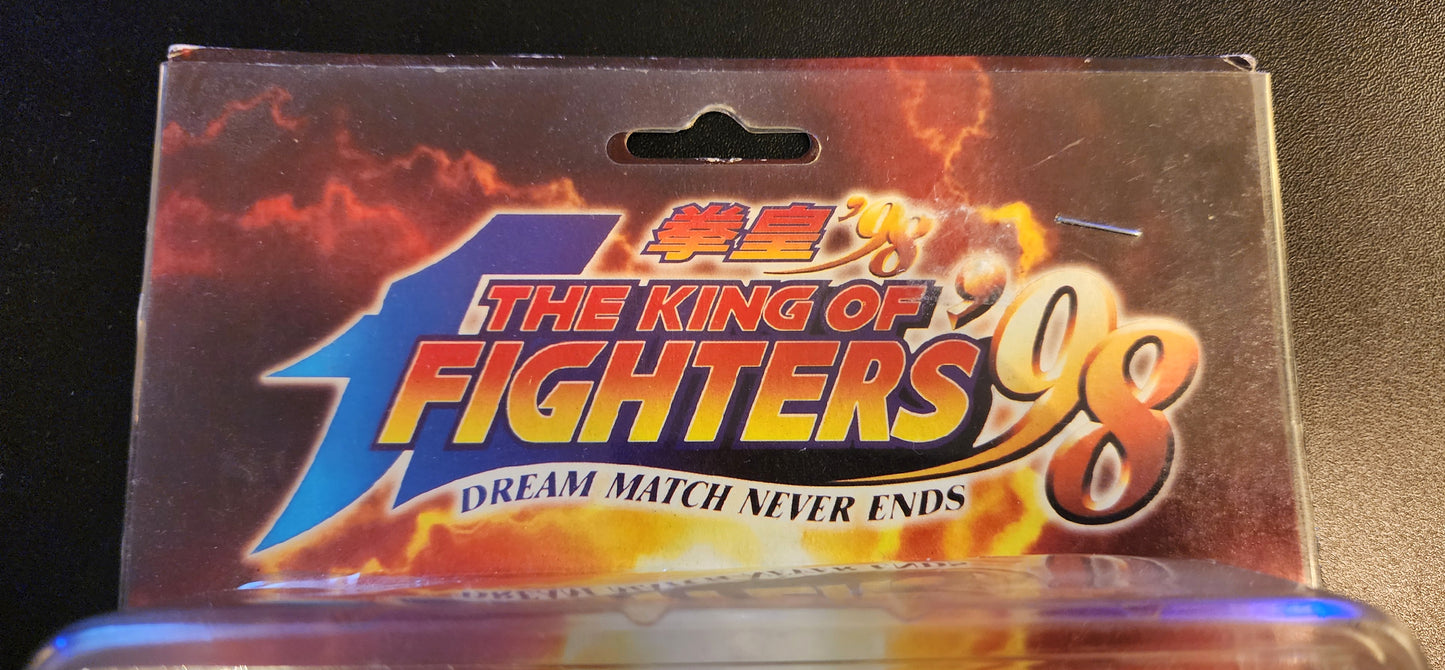 拳皇'98
THE KING OF
FIGHTERS '98
DREAM MATCH NEVER ENDS